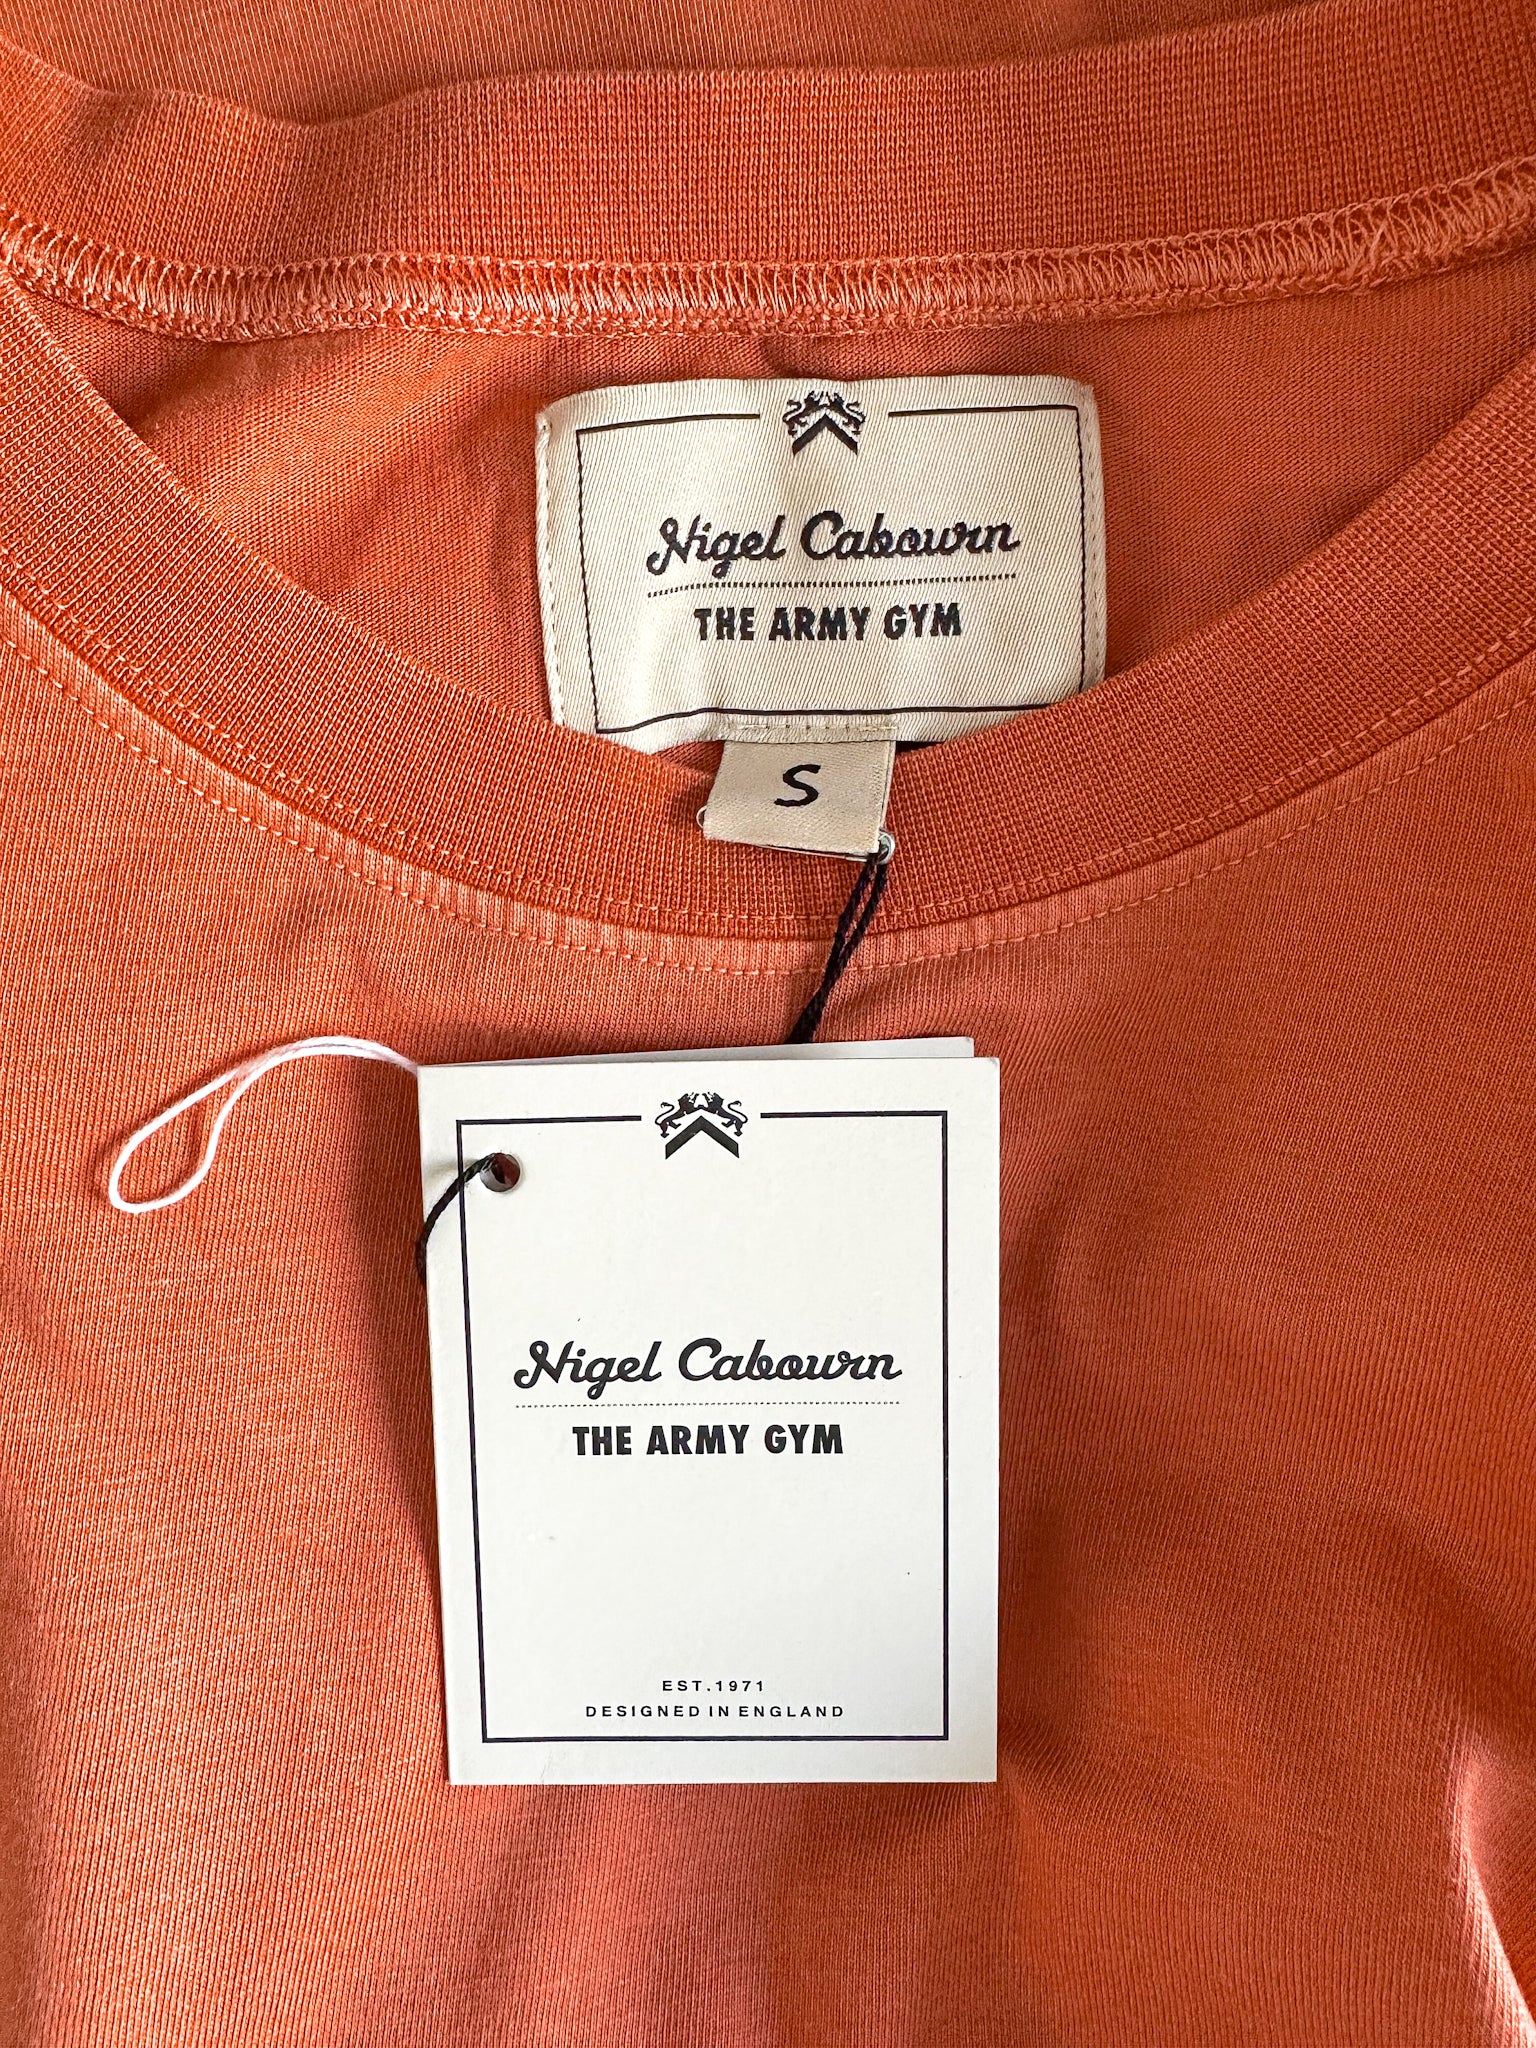 Nigel Cabourn
THE ARMY GYM
S
Nigel Cabourn
THE ARMY GYM
EST.1971
DESIGNED IN ENGLAND